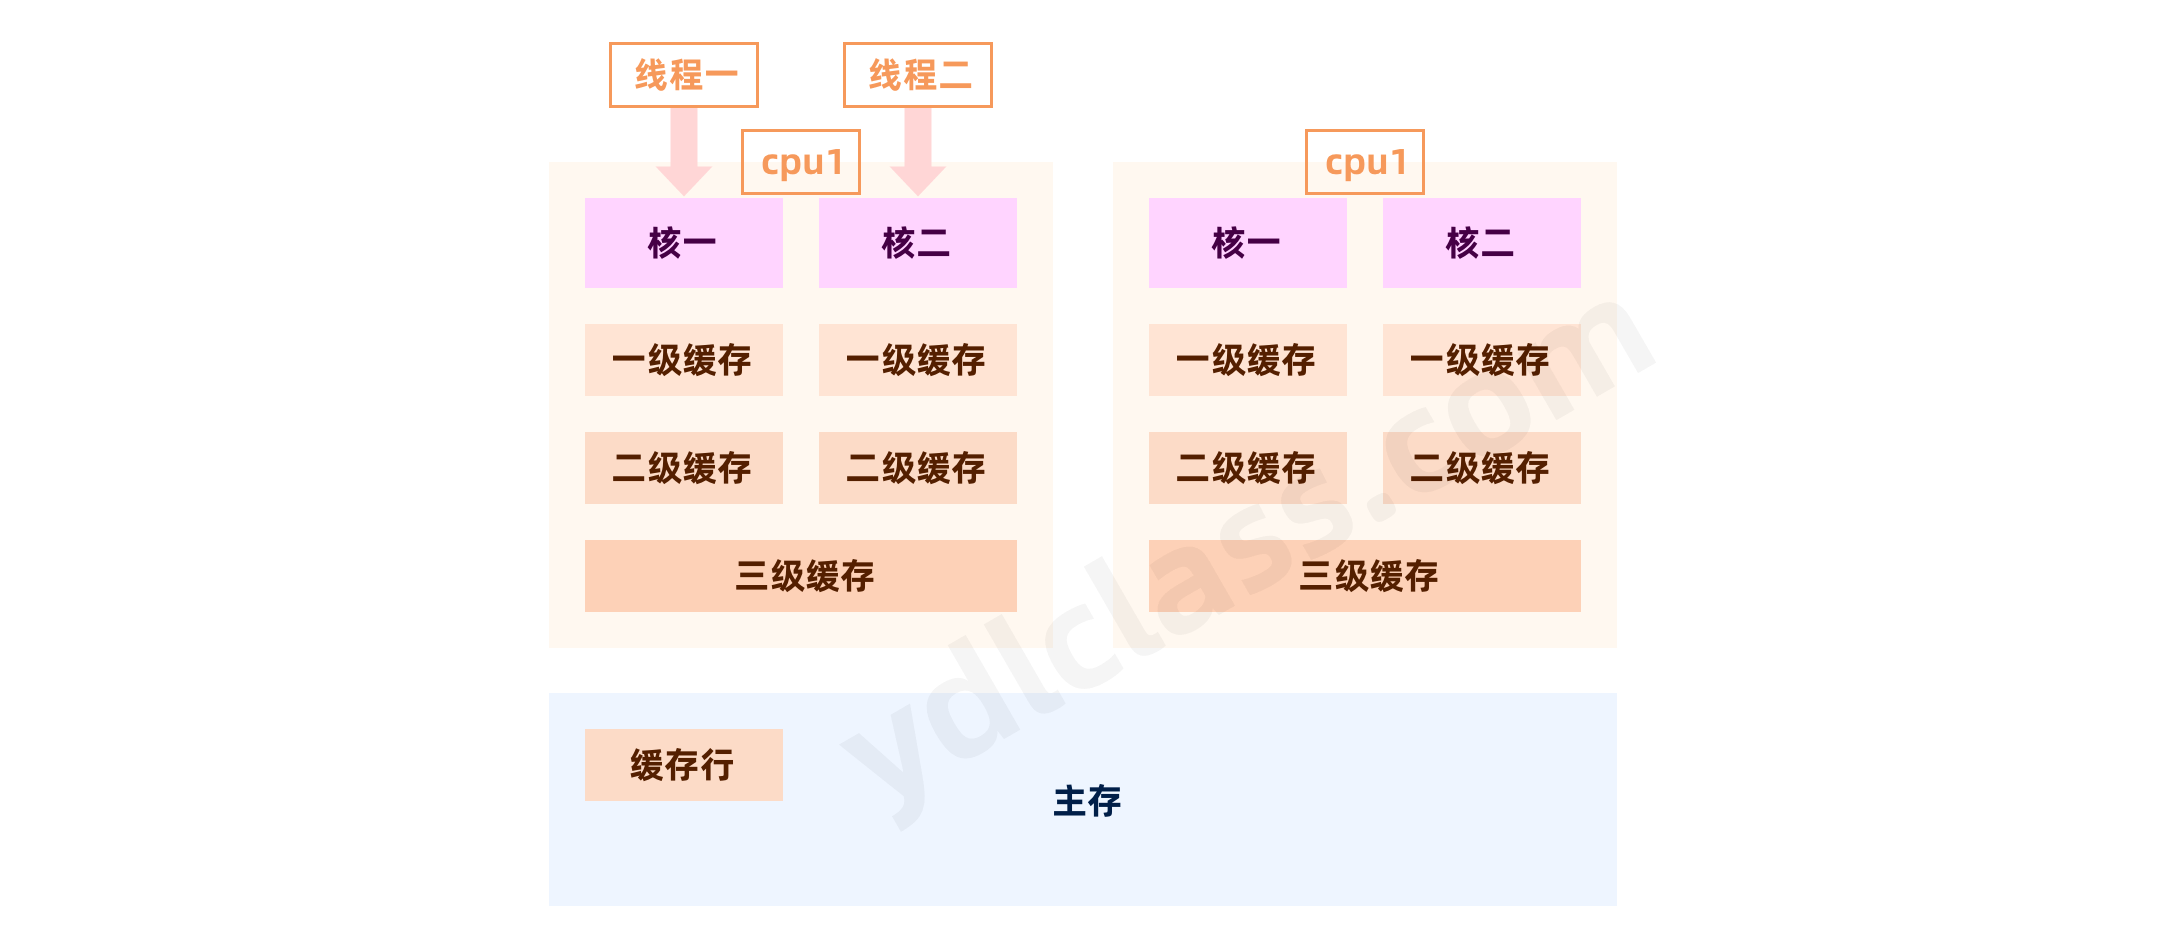 线程一 线程二
cpu1 cpu1
核一 核二 核一 核二
一级缓存 一级缓存 一级缓存 一级缓存
二级缓存 二级缓存 二级缓存 二级缓存
三级缓存 三级缓存
缓存行
主存
ydlclass.com